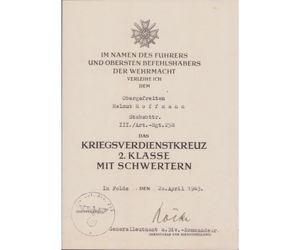 IM NAMEN DES FÜHRERS
UND OBERSTEN BEFEHLSHABERS
DER WEHRMACHT
VERLEIHE ICH
DEM
Obergefreiten
Helmut Hoffmann
Stabsbttr.
III./Art.-Rgt.258
DAS
KRIEGSVERDIENSTKREUZ
2. KLASSE
MIT SCHWERTERN
Im Felde, DEN 20.April 1943.
Generalleutnant u.Div.-Kommandeur.